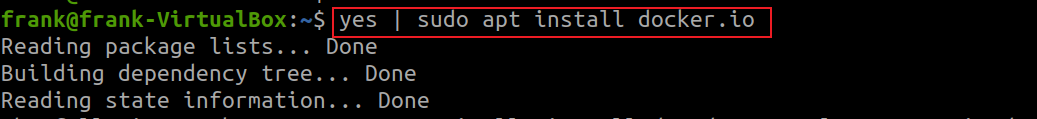 frank@frank-VirtualBox:~$ yes | sudo apt install docker.io
Reading package lists... Done
Building dependency tree... Done
Reading state information... Done